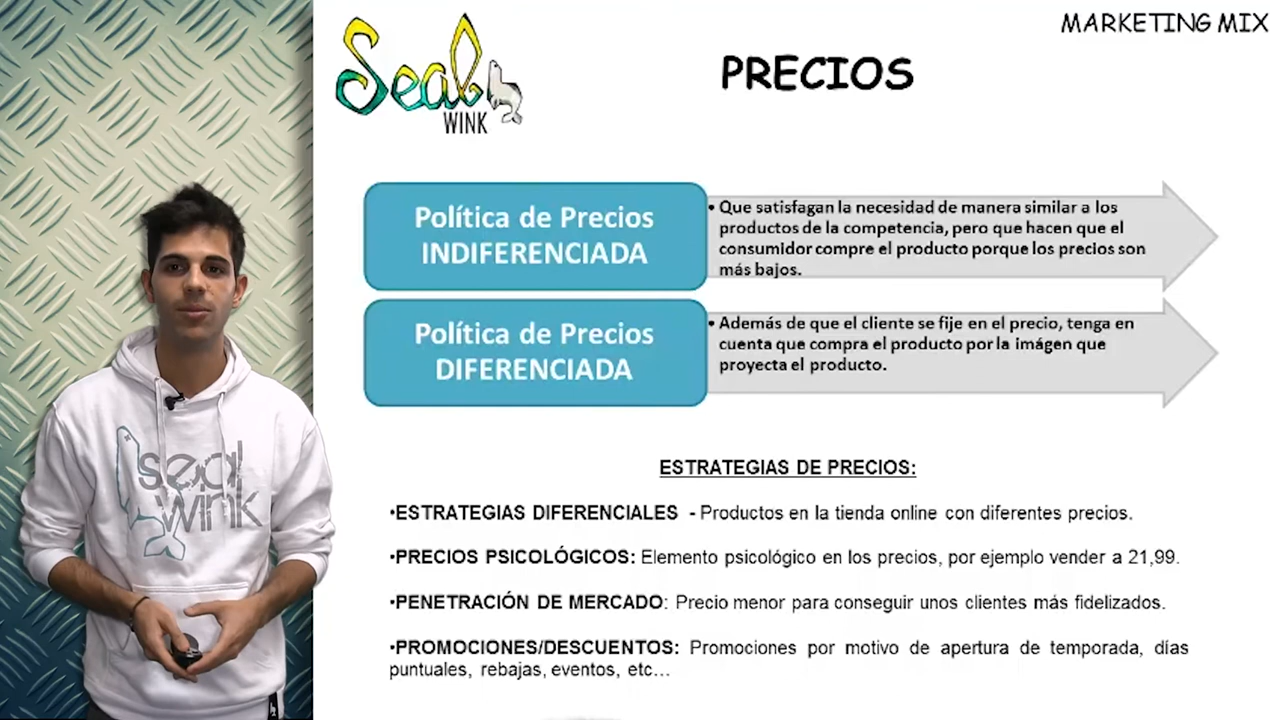 MARKETING MIX
Seal
WINK
PRECIOS
Política de Precios
INDIFERENCIADA
• Que satisfagan la necesidad de manera similar a los
productos de la competencia, pero que hacen que el
consumidor compre el producto porque los precios son
más bajos.
Política de Precios
DIFERENCIADA
• Además de que el cliente se fije en el precio, tenga en
cuenta que compra el producto por la imágen que
proyecta el producto.
seal
wink
ESTRATEGIAS DE PRECIOS:
•ESTRATEGIAS DIFERENCIALES - Productos en la tienda online con diferentes precios.
•PRECIOS PSICOLÓGICOS: Elemento psicológico en los precios, por ejemplo vender a 21,99.
•PENETRACIÓN DE MERCADO: Precio menor para conseguir unos clientes más fidelizados.
•PROMOCIONES/DESCUENTOS: Promociones por motivo de apertura de temporada, días
puntuales, rebajas, eventos, etc…